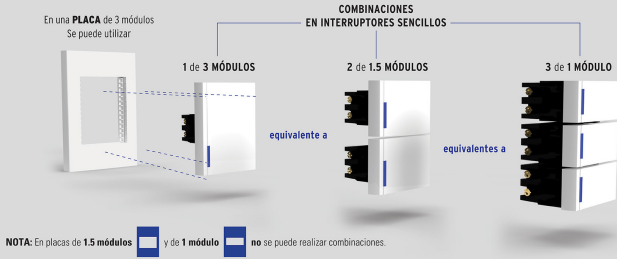 COMBINACIONES
EN INTERRUPTORES SENCILLOS
En una PLACA de 3 módulos
Se puede utilizar
1 de 3 MÓDULOS
2 de 1.5 MÓDULOS
3 de 1 MÓDULO
equivalente a
equivalentes a
NOTA: En placas de 1.5 módulos y de 1 módulo no se puede realizar combinaciones.